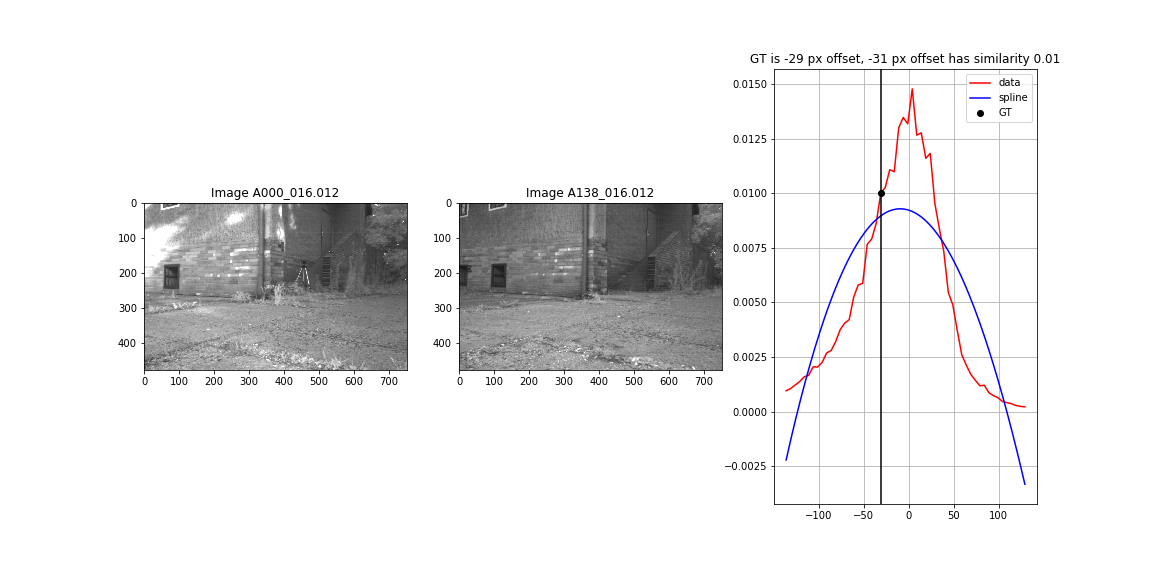 GT is -29 px offset, -31 px offset has similarity 0.01
Image A000_016.012
Image A138_016.012
0
100
200
300
400
0 100 200 300 400 500 600 700
0
100
200
300
400
0 100 200 300 400 500 600 700
0.0150
0.0125
0.0100
0.0075
0.0050
0.0025
0.0000
−0.0025
−100 −50 0 50 100
data
spline
GT